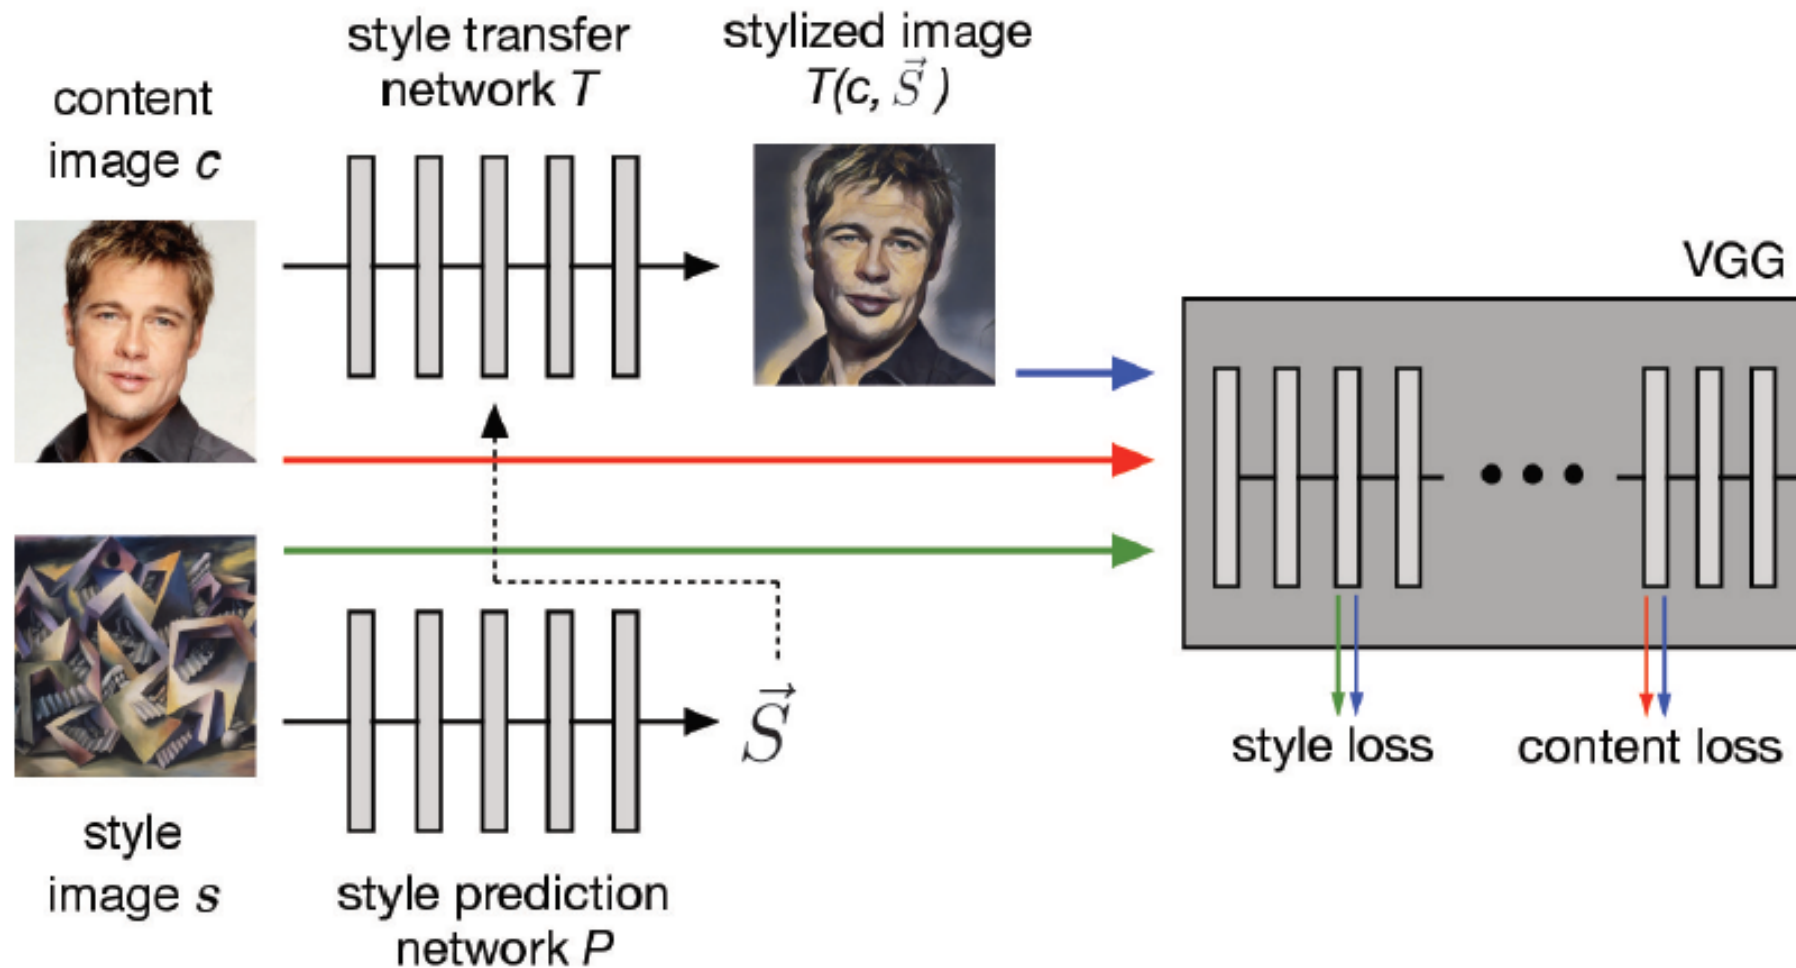 style transfer
network T
stylized image
T(c, S⃗ )
content
image c
VGG
S⃗
style loss
content loss
style
image s
style prediction
network P